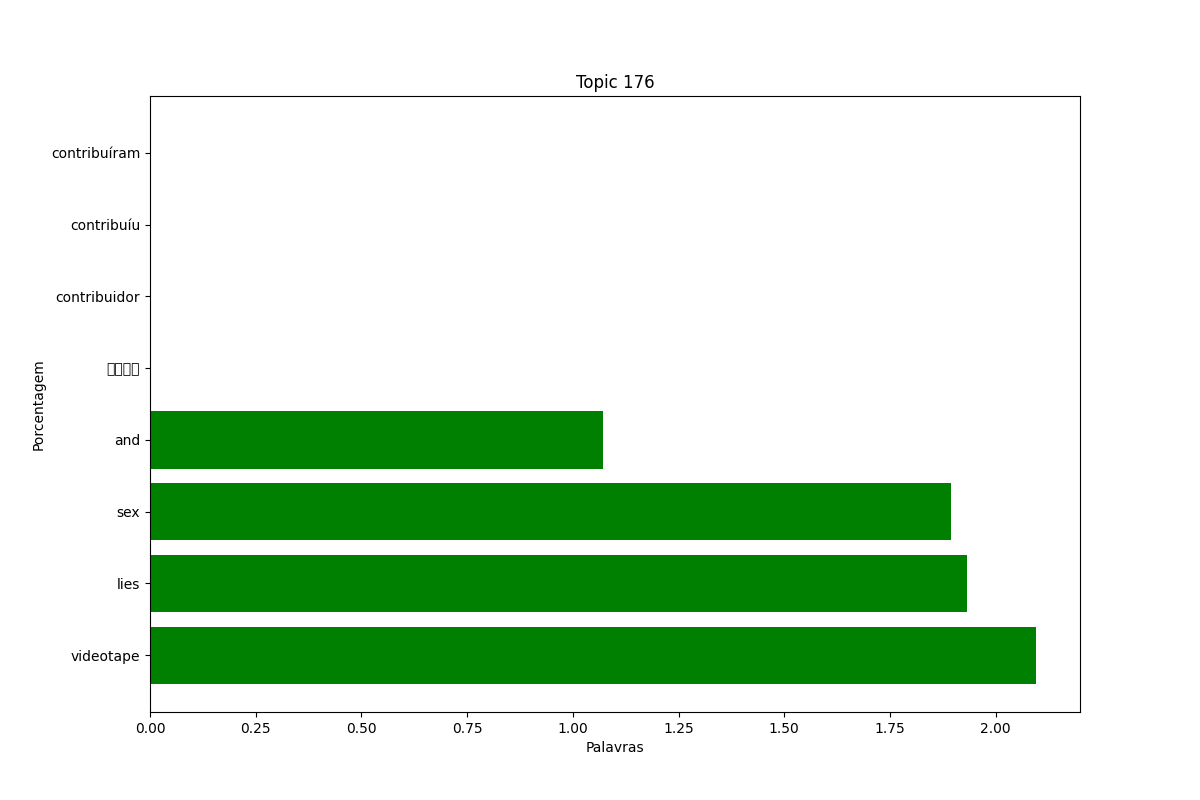 Topic 176
contribuíram
contribuíu
contribuidor
and
sex
lies
videotape
Porcentagem
0.00 0.25 0.50 0.75 1.00 1.25 1.50 1.75 2.00
Palavras